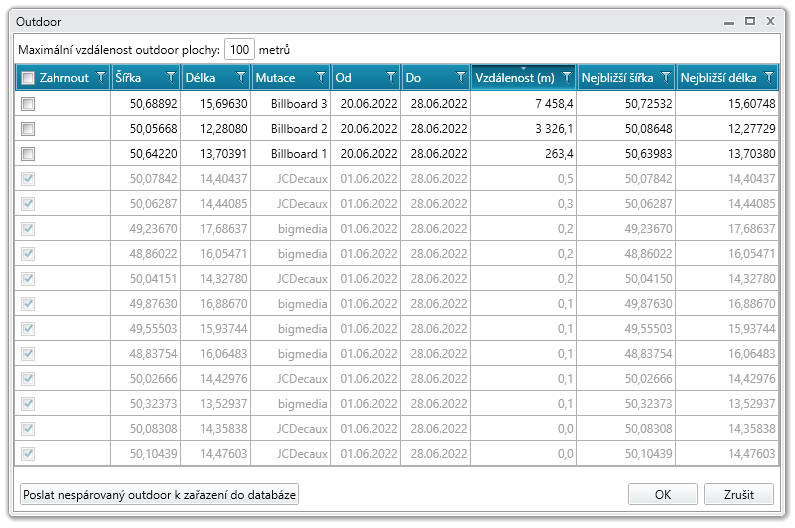 Outdoor
Maximální vzdálenost outdoor plochy: 100 metrů
Zahrnout Šířka Délka Mutace Od Do Vzdálenost (m) Nejbližší šířka Nejbližší délka
50,68892 15,69630 Billboard 3 20.06.2022 28.06.2022 7 458,4 50,72532 15,60748
50,05668 12,28080 Billboard 2 20.06.2022 28.06.2022 3 326,1 50,08648 12,27729
50,64220 13,70391 Billboard 1 20.06.2022 28.06.2022 263,4 50,63983 13,70380
50,07842 14,40437 JCDecaux 01.06.2022 28.06.2022 0,5 50,07842 14,40437
50,06287 14,44085 JCDecaux 01.06.2022 28.06.2022 0,3 50,06287 14,44085
49,23670 17,68637 bigmedia 01.06.2022 28.06.2022 0,2 49,23670 17,68637
48,86022 16,05471 bigmedia 01.06.2022 28.06.2022 0,2 48,86022 16,05471
50,04151 14,32780 JCDecaux 01.06.2022 28.06.2022 0,2 50,04150 14,32780
49,87630 16,88670 bigmedia 01.06.2022 28.06.2022 0,1 49,87630 16,88670
49,55503 15,93744 bigmedia 01.06.2022 28.06.2022 0,1 49,55503 15,93744
48,83754 16,06483 bigmedia 01.06.2022 28.06.2022 0,1 48,83754 16,06483
50,02666 14,42976 JCDecaux 01.06.2022 28.06.2022 0,1 50,02666 14,42976
50,32373 13,52937 bigmedia 01.06.2022 28.06.2022 0,1 50,32373 13,52937
50,08308 14,35838 JCDecaux 01.06.2022 28.06.2022 0,0 50,08308 14,35838
50,10439 14,47603 JCDecaux 01.06.2022 28.06.2022 0,0 50,10439 14,47603
Poslat nespárovaný outdoor k zařazení do databáze OK Zrušit